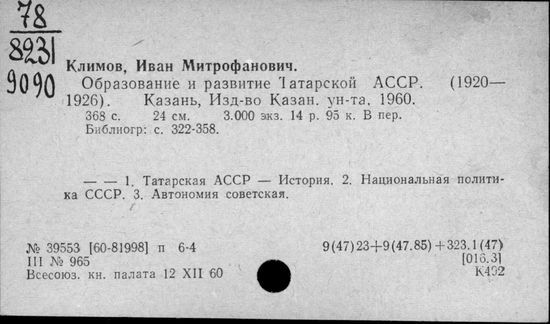 78
8231
9090
Климов, Иван Митрофанович.
Образование и развитие Татарской АССР. (1920—
1926). Казань, Изд-во Казан. ун-та, 1960.
368 с. 24 см. 3.000 экз. 14 р. 95 к. В пер.
Библиогр: с. 322-358.
— — 1. Татарская АССР — История. 2. Национальная полити-
ка СССР. 3. Автономия советская.
№ 39553 [60-81998] п 6-4
III № 965
Всесоюз. кн. палата 12 XII 60
9(47)23+9(47.85)+323.1(47)
[016.3]
К492